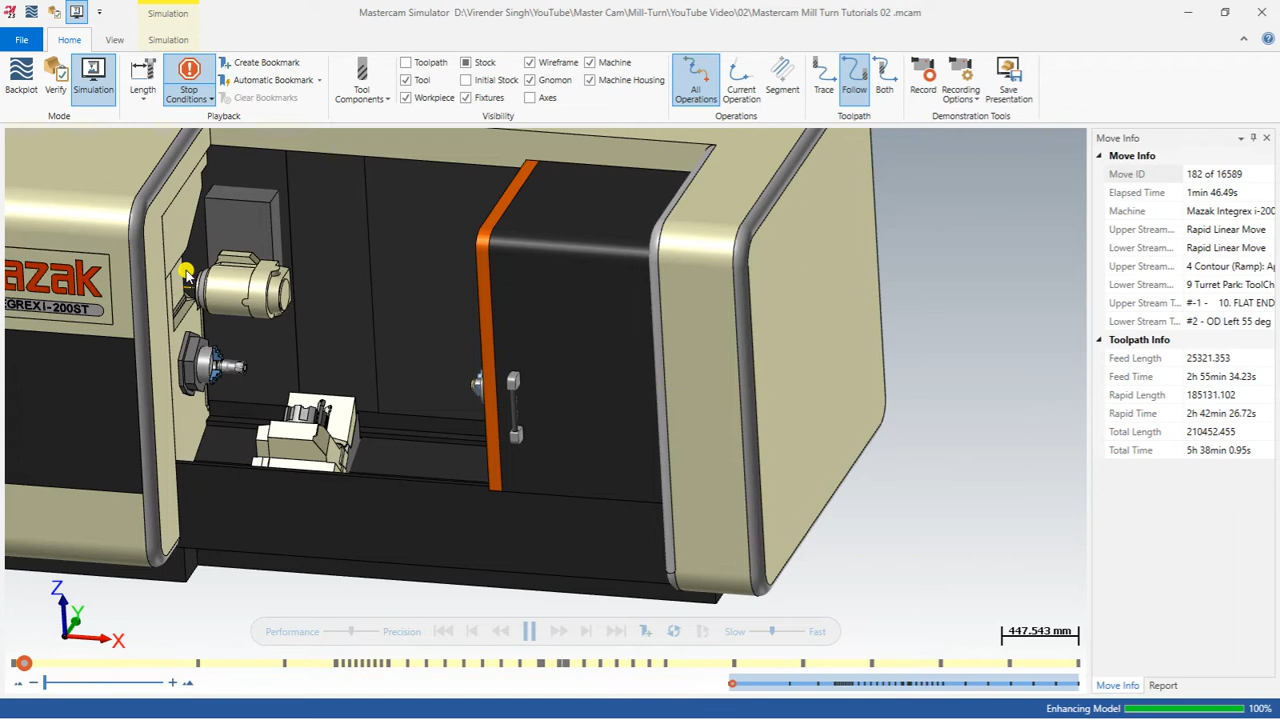 Mastercam Simulator  D:\Virender Singh\YouTube\Master Cam\Mill-Turn\YouTube Video\02\Mastercam Mill Turn Tutorials 02 .mcam
Simulation
File
Home
View
Simulation
Backplot
Verify
Simulation
Mode
Length
Stop Conditions
Create Bookmark
Automatic Bookmark
Clear Bookmarks
Playback
Tool Components
Toolpath
Tool
Workpiece
Stock
Initial Stock
Fixtures
Wireframe
Gnomon
Axes
Machine
Machine Housing
Visibility
All Operations
Current Operation
Segment
Operations
Trace
Follow
Both
Toolpath
Record
Recording Options
Save Presentation
Demonstration Tools
Move Info
Move Info
Move ID 182 of 16589
Elapsed Time 1min 46.49s
Machine Mazak Integrex i-200
Upper Stream... Rapid Linear Move
Lower Stream... Rapid Linear Move
Upper Stream... 4 Contour (Ramp): Ap
Lower Stream... 9 Turret Park: ToolCh
Upper Stream T... #-1 - 10. FLAT END
Lower Stream T... #2 - OD Left 55 deg
Toolpath Info
Feed Length 25321.353
Feed Time 2h 55min 34.23s
Rapid Length 185131.102
Rapid Time 2h 42min 26.72s
Total Length 210452.455
Total Time 5h 38min 0.95s
azak
EGREX i-200ST
Z
Y
X
Performance
Precision
Slow
Fast
447.543 mm
Move Info
Report
Enhancing Model
100%